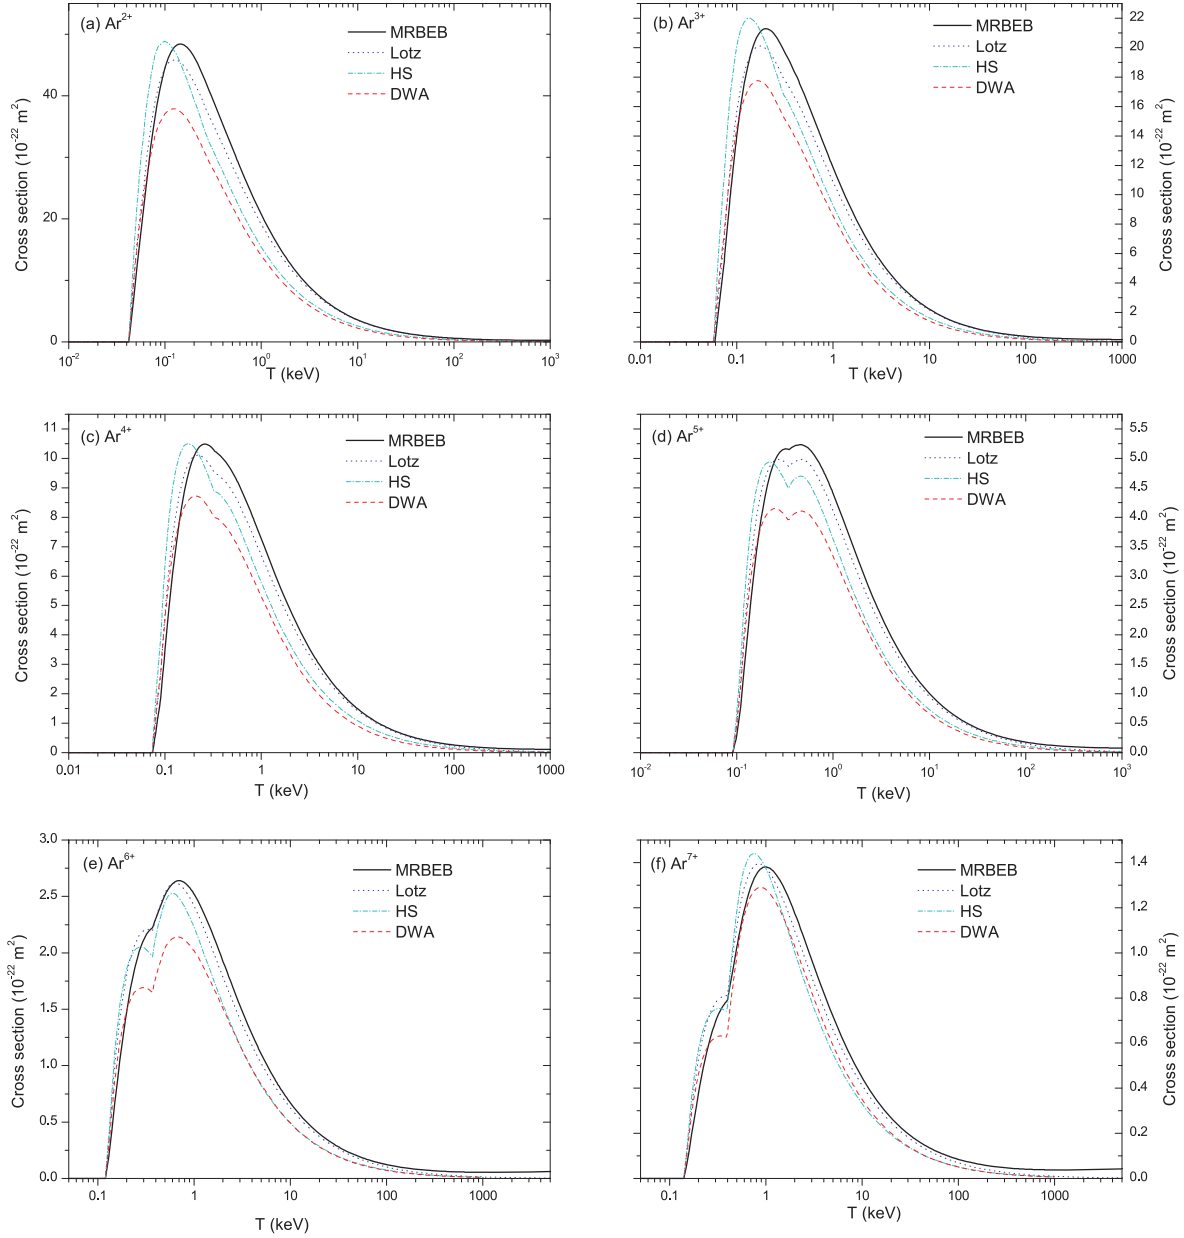 (a) Ar2+
MRBEB
Lotz
HS
DWA
40
20
0
Cross section (10-22 m2)
10-2 10-1 100 101 102 103
T (keV)
(b) Ar3+
MRBEB
Lotz
HS
DWA
22
20
18
16
14
12
10
8
6
4
2
0
Cross section (10-22 m2)
0.01 0.1 1 10 100 1000
T (keV)
(c) Ar4+
MRBEB
Lotz
HS
DWA
11
10
9
8
7
6
5
4
3
2
1
0
Cross section (10-22 m2)
0.01 0.1 1 10 100 1000
T (keV)
(d) Ar5+
MRBEB
Lotz
HS
DWA
5.5
5.0
4.5
4.0
3.5
3.0
2.5
2.0
1.5
1.0
0.5
0.0
Cross section (10-22 m2)
10-2 10-1 100 101 102 103
T (keV)
(e) Ar6+
MRBEB
Lotz
HS
DWA
3.0
2.5
2.0
1.5
1.0
0.5
0.0
Cross section (10-22 m2)
0.1 1 10 100 1000
T (keV)
(f) Ar7+
MRBEB
Lotz
HS
DWA
1.4
1.2
1.0
0.8
0.6
0.4
0.2
0.0
Cross section (10-22 m2)
0.1 1 10 100 1000
T (keV)